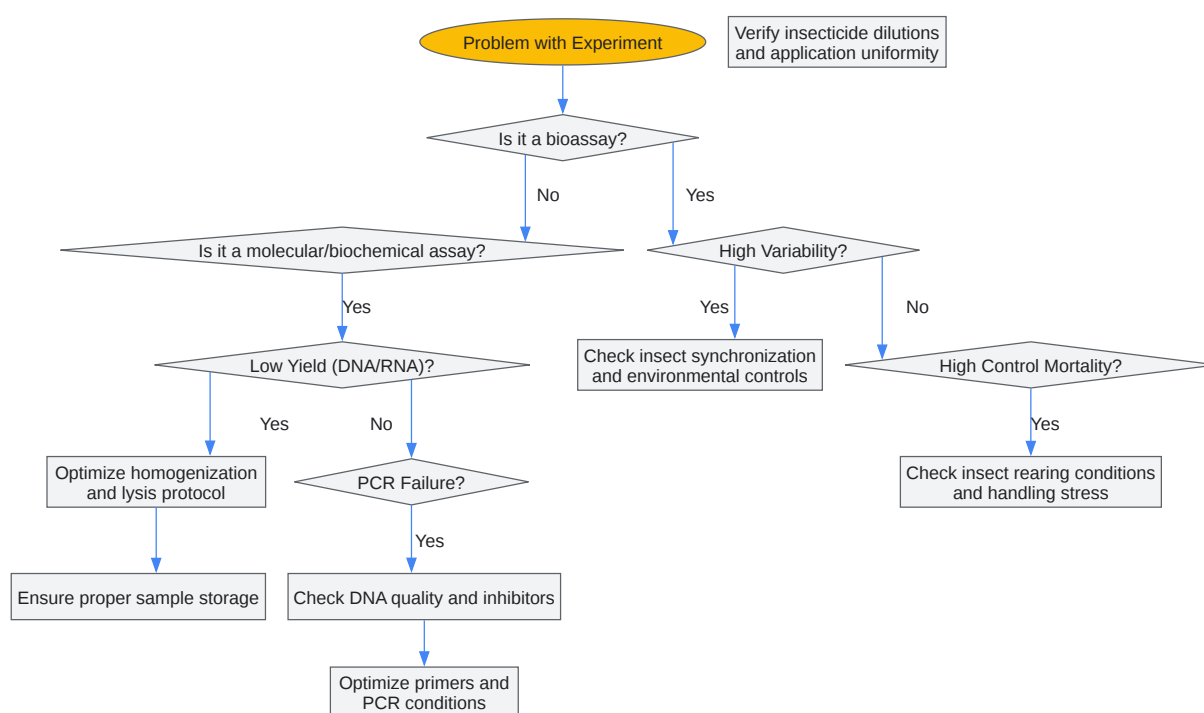 Problem with Experiment
Verify insecticide dilutions
and application uniformity
Is it a bioassay?
No
Yes
Is it a molecular/biochemical assay?
High Variability?
Yes
Yes
No
Low Yield (DNA/RNA)?
Check insect synchronization
and environmental controls
High Control Mortality?
Yes
No
Yes
Optimize homogenization
and lysis protocol
PCR Failure?
Check insect rearing conditions
and handling stress
Yes
Ensure proper sample storage
Check DNA quality and inhibitors
Optimize primers and
PCR conditions